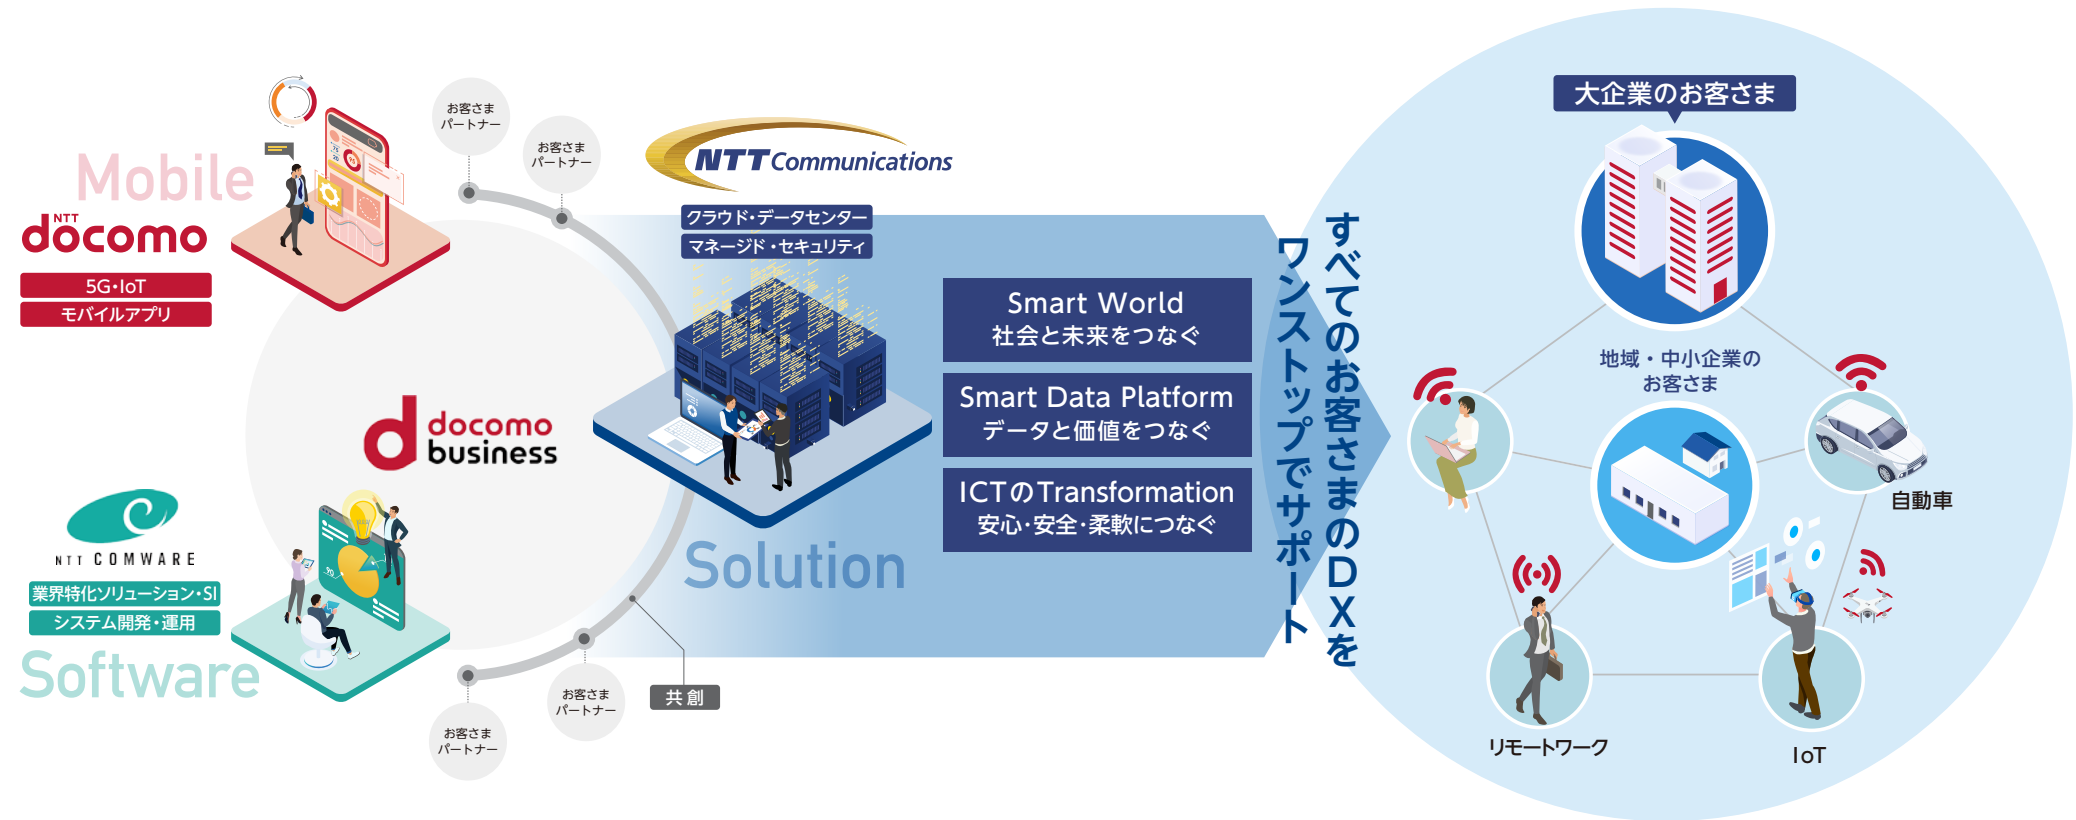 Mobile
NTT
döcomo
5G・IoT
モバイルアプリ
お客さま
パートナー
お客さま
パートナー
docomo
business
NTT COMWARE
業界特化ソリューション・SI
システム開発・運用
Software
90
お客さま
パートナー
お客さま
パートナー
共創
NTT Communications
クラウド・データセンター
マネージド・セキュリティ
Solution
Smart World
社会と未来をつなぐ
Smart Data Platform
データと価値をつなぐ
ICTのTransformation
安心・安全・柔軟につなぐ
すべてのお客さまのDXを
ワンストップでサポート
大企業のお客さま
地域・中小企業の
お客さま
自動車
リモートワーク
IoT